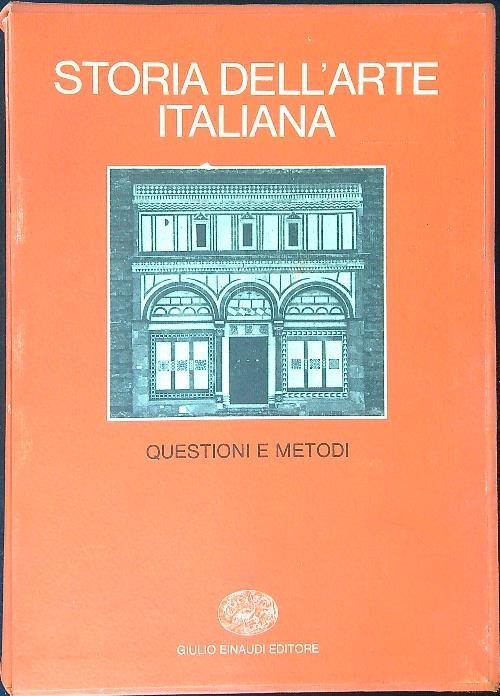 STORIA DELL'ARTE
ITALIANA
QUESTIONI E METODI
GIULIO EINAUDI EDITORE